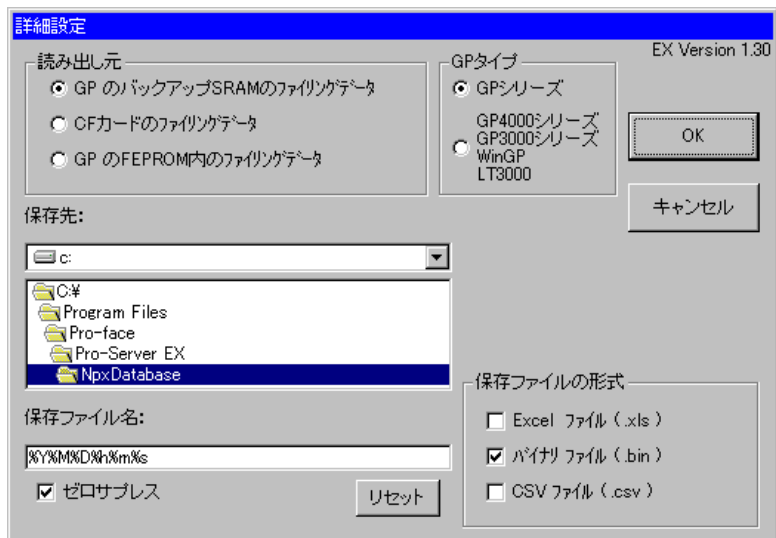 詳細設定
EX Version 1.30
読み出し元
GP のバックアップSRAMのファイリングデータ
CFカードのファイリングデータ
GP のFEPROM内のファイリングデータ
GPタイプ
GPシリーズ
GP4000シリーズ
GP3000シリーズ
WinGP
LT3000
OK
キャンセル
保存先:
c:
C:¥
Program Files
Pro-face
Pro-Server EX
NpxDatabase
保存ファイル名:
%Y%M%D%h%m%s
ゼロサプレス
リセット
保存ファイルの形式
Excel ファイル ( .xls )
バイナリ ファイル ( .bin )
CSV ファイル ( .csv )